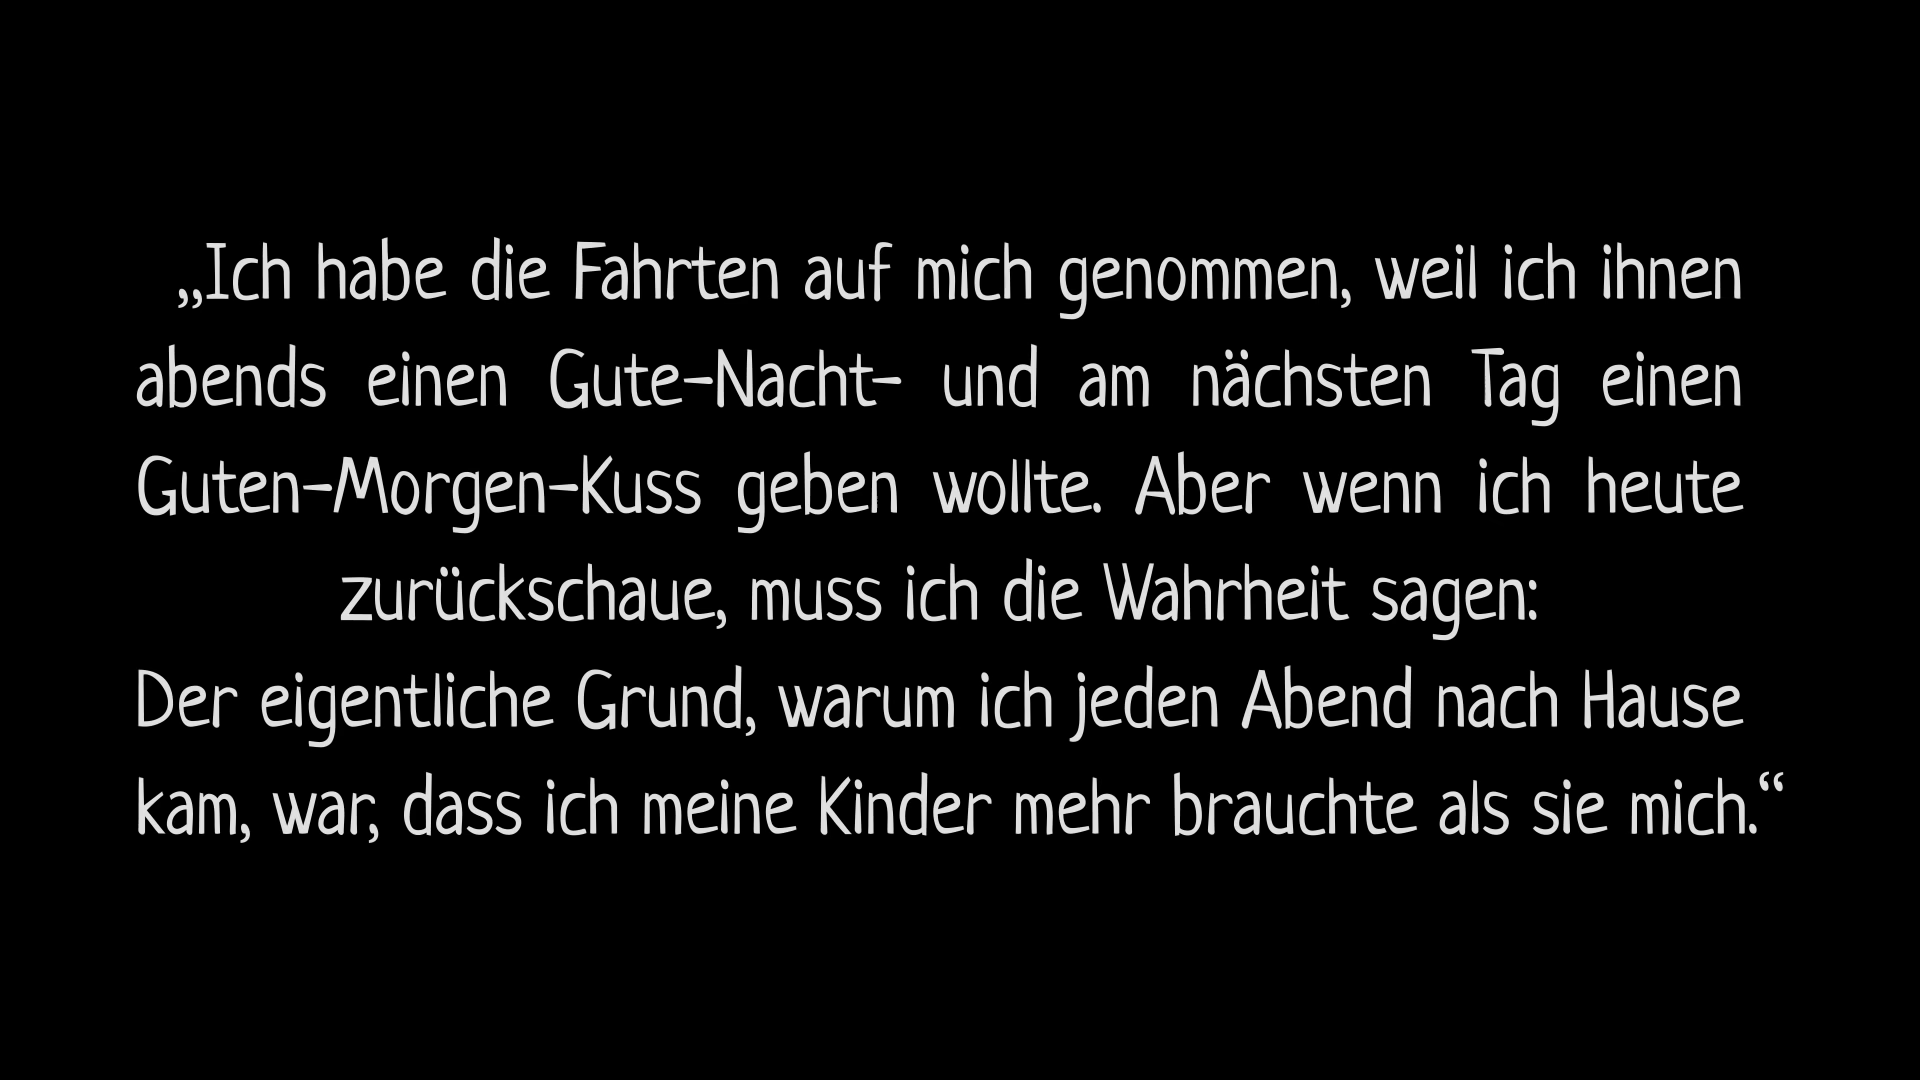 „Ich habe die Fahrten auf mich genommen, weil ich ihnen
abends einen Gute-Nacht- und am nächsten Tag einen
Guten-Morgen-Kuss geben wollte. Aber wenn ich heute
zurückschaue, muss ich die Wahrheit sagen:
Der eigentliche Grund, warum ich jeden Abend nach Hause
kam, war, dass ich meine Kinder mehr brauchte als sie mich.“